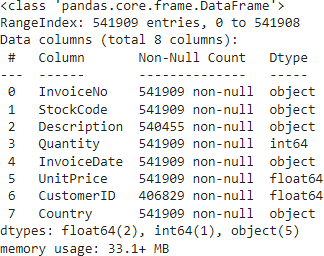 <class 'pandas.core.frame.DataFrame'>
RangeIndex: 541909 entries, 0 to 541908
Data columns (total 8 columns):
 #   Column       Non-Null Count   Dtype
---  ------       --------------   -----
 0   InvoiceNo    541909 non-null  object
 1   StockCode    541909 non-null  object
 2   Description  540455 non-null  object
 3   Quantity     541909 non-null  int64
 4   InvoiceDate  541909 non-null  object
 5   UnitPrice    541909 non-null  float64
 6   CustomerID   406829 non-null  float64
 7   Country      541909 non-null  object
dtypes: float64(2), int64(1), object(5)
memory usage: 33.1+ MB